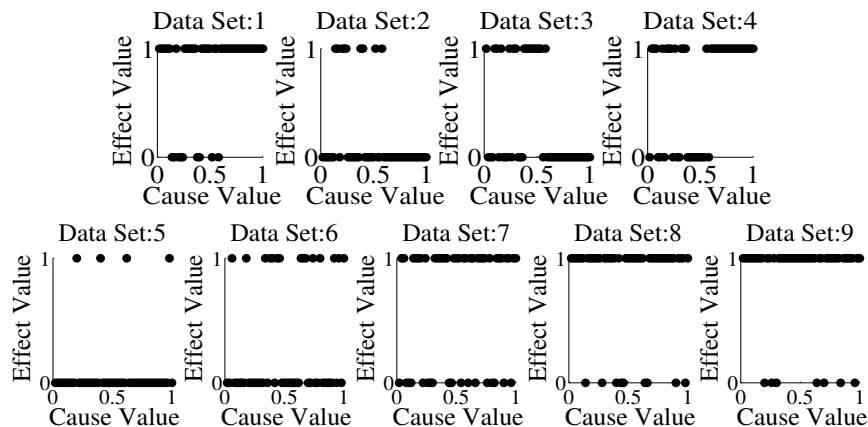 Data Set:1 Data Set:2 Data Set:3 Data Set:4
1 1 1 1
Effect Value Effect Value Effect Value Effect Value
0 0 0 0
0 0.5 1 0 0.5 1 0 0.5 1 0 0.5 1
Cause Value Cause Value Cause Value Cause Value
Data Set:5 Data Set:6 Data Set:7 Data Set:8 Data Set:9
1 1 1 1 1
Effect Value Effect Value Effect Value Effect Value Effect Value
0 0 0 0 0
0 0.5 1 0 0.5 1 0 0.5 1 0 0.5 1 0 0.5 1
Cause Value Cause Value Cause Value Cause Value Cause Value